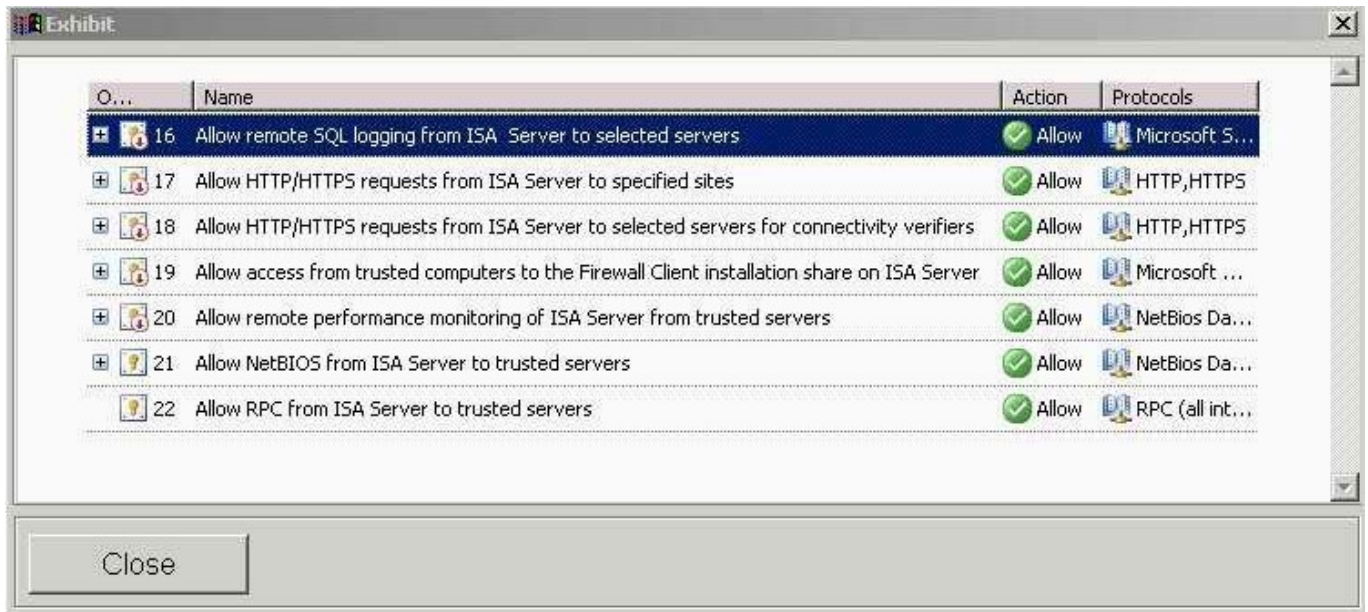 Exhibit
O... Name Action Protocols
16 Allow remote SQL logging from ISA Server to selected servers Allow Microsoft S...
17 Allow HTTP/HTTPS requests from ISA Server to specified sites Allow HTTP,HTTPS
18 Allow HTTP/HTTPS requests from ISA Server to selected servers for connectivity verifiers Allow HTTP,HTTPS
19 Allow access from trusted computers to the Firewall Client installation share on ISA Server Allow Microsoft ...
20 Allow remote performance monitoring of ISA Server from trusted servers Allow NetBios Da...
21 Allow NetBIOS from ISA Server to trusted servers Allow NetBios Da...
22 Allow RPC from ISA Server to trusted servers Allow RPC (all int...
Close